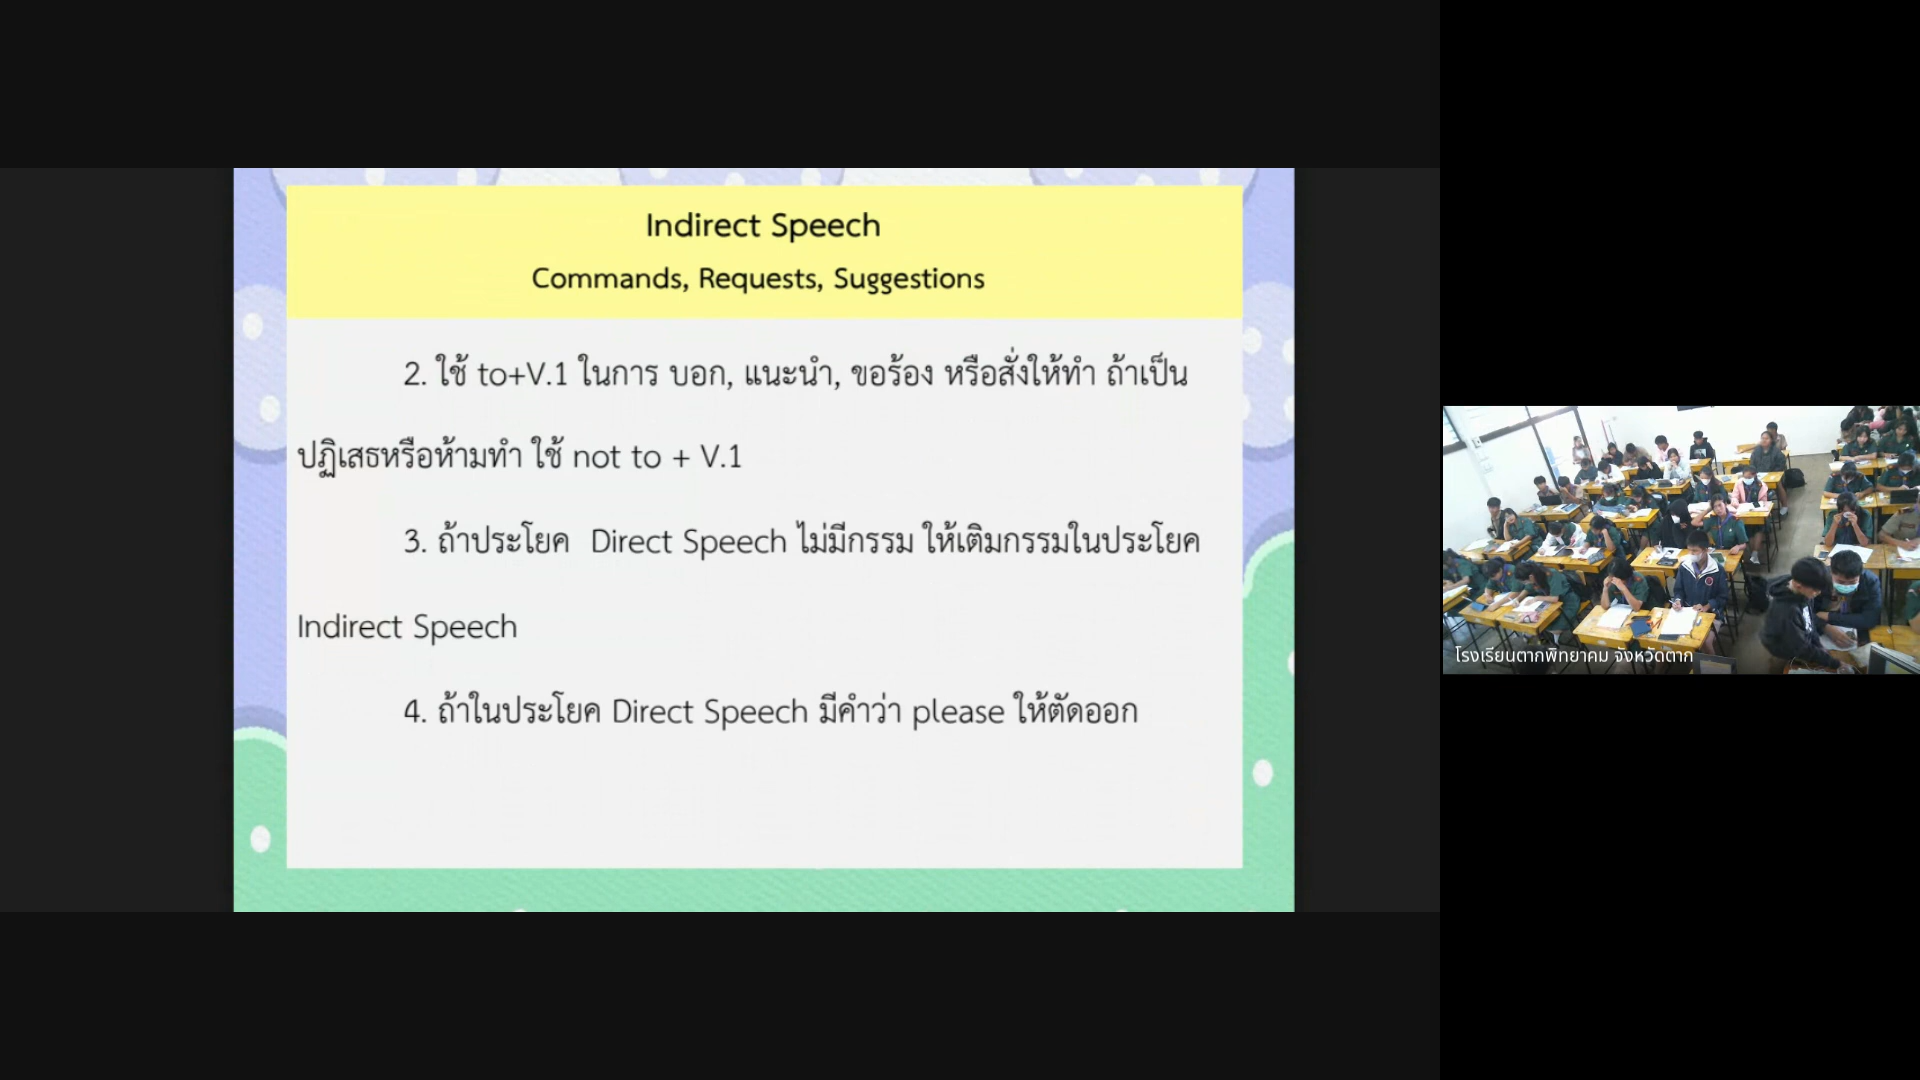 Indirect Speech
Commands, Requests, Suggestions
2. ใช้ to+V.1 ในการ บอก, แนะนำ, ขอร้อง หรือสั่งให้ทำ ถ้าเป็น
ปฏิเสธหรือห้ามทำ ใช้ not to + V.1
3. ถ้าประโยค Direct Speech ไม่มีกรรม ให้เติมกรรมในประโยค
Indirect Speech
4. ถ้าในประโยค Direct Speech มีคำว่า please ให้ตัดออก
โรงเรียนตากพิทยาคม จังหวัดตาก